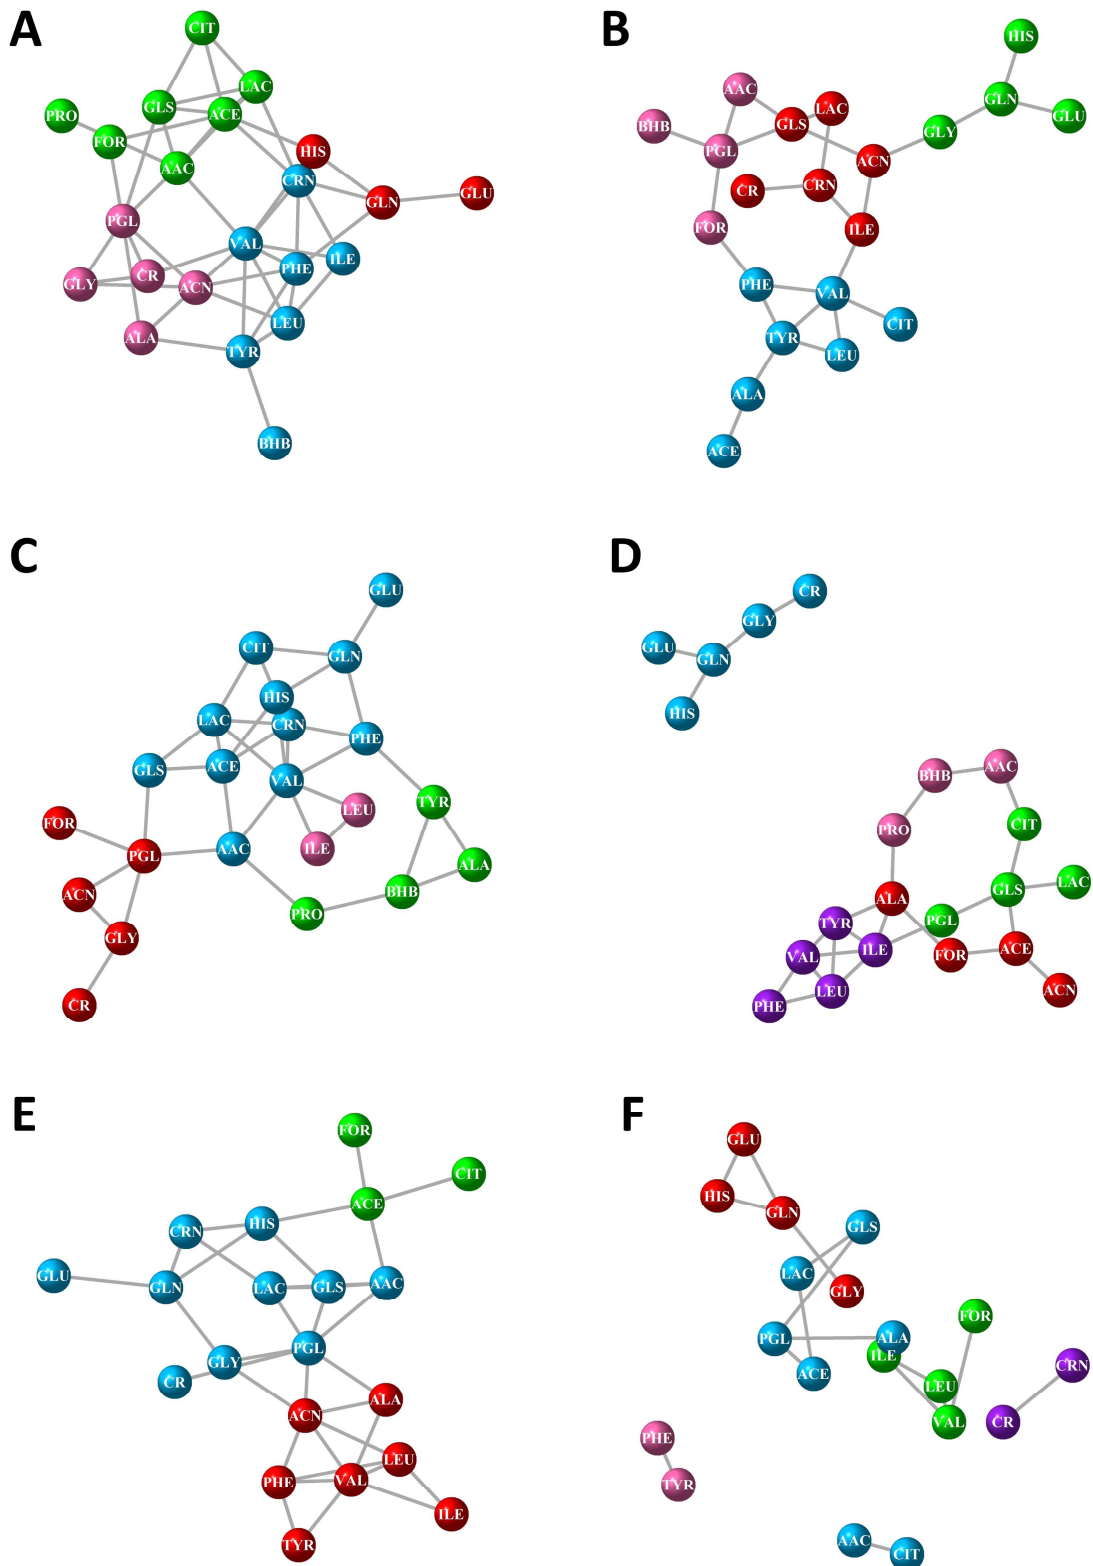 A
CIT
LAC
GLS
ACE
PRO
FOR
HIS
AAC
CRN
GLU
GLN
PGL
VAL
ILE
PHE
CR
GLY
ACN
LEU
ALA
TYR
BHB
B
HIS
AAC
GLN
LAC
GLU
BHB
GLS
GLY
PGL
ACN
CR
CRN
FOR
ILE
PHE
VAL
CIT
TYR
LEU
ALA
ACE
C
GLU
CIT
GLN
HIS
LAC
CRN
PHE
GLS
ACE
VAL
TYR
LEU
FOR
AAC
ILE
PGL
ALA
ACN
BHB
PRO
GLY
CR
D
CR
GLY
GLU
GLN
HIS
BHB
AAC
PRO
CIT
LAC
GLS
ALA
PGL
TYR
ILE
ACE
VAL
FOR
LEU
ACN
PHE
E
FOR
CIT
ACE
HIS
CRN
GLU
GLN
LAC
GLS
AAC
PGL
GLY
CR
ALA
ACN
LEU
PHE
VAL
ILE
TYR
F
GLU
HIS
GLN
GLS
LAC
GLY
FOR
PGL
ALA
ILE
CRN
ACE
LEU
VAL
CR
PHE
TYR
AAC
CIT